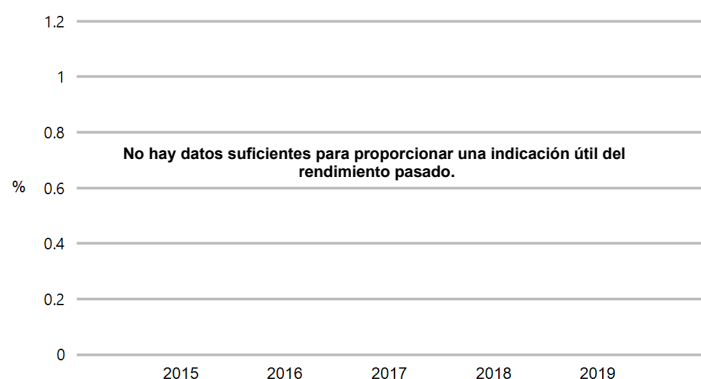 1.2
1
0.8
No hay datos suficientes para proporcionar una indicación útil del
rendimiento pasado.
%
0.6
0.4
0.2
0
2015 2016 2017 2018 2019